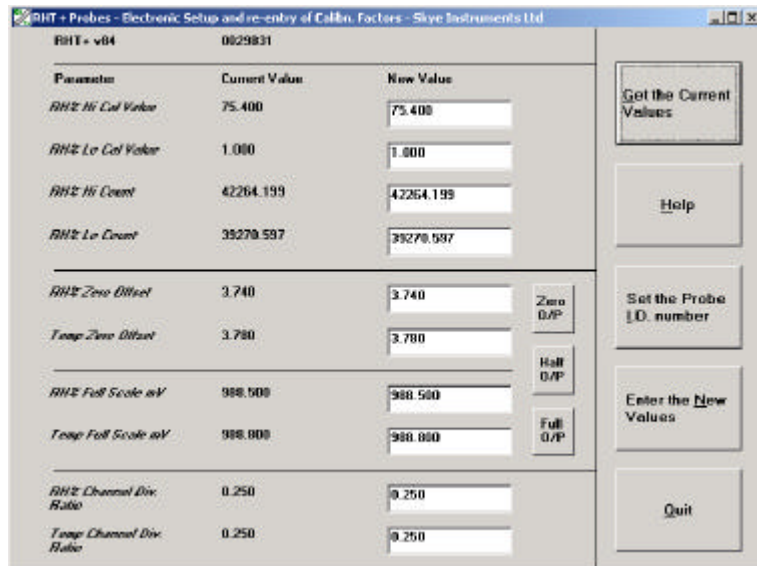 RHT + Probes - Electronic Setup and re-entry of Calibn. Factors - Skye Instruments Ltd
RHT+ v84 0029831
Parameter Current Value New Value
RH% Hi Cal Value 75.400 75.400
RH% Lo Cal Value 1.000 1.000
RH% Hi Count 42264.199 42264.199
RH% Lo Count 39270.597 39270.597
RH% Zero Offset 3.740 3.740
Temp Zero Offset 3.780 3.780
RH% Full Scale mV 988.500 988.500
Temp Full Scale mV 988.800 988.800
RH% Channel Div. Ratio 0.250 0.250
Temp Channel Div. Ratio 0.250 0.250
Zero O/P
Half O/P
Full O/P
Get the Current Values
Help
Set the Probe I.D. number
Enter the New Values
Quit